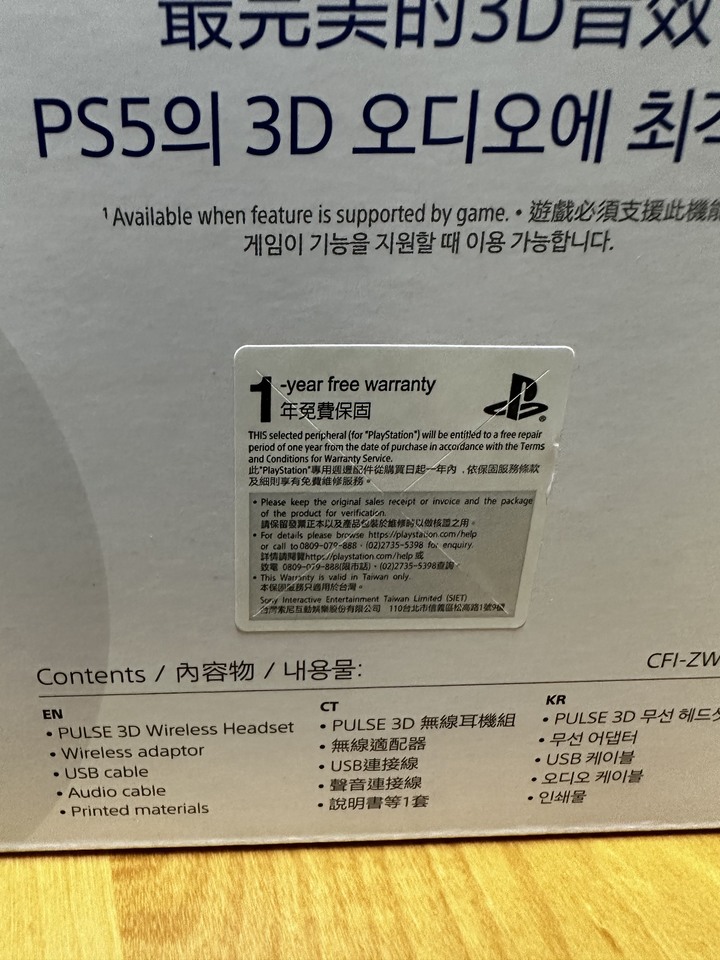 最完美的3D音效
PS5의 3D 오디오에 최적
¹ Available when feature is supported by game. • 遊戲必須支援此機能
게임이 기능을 지원할 때 이용 가능합니다.
1-year free warranty
年免費保固
THIS selected peripheral (for "PlayStation") will be entitled to a free repair
period of one year from the date of purchase in accordance with the Terms
and Conditions for Warranty Service.
此"PlayStation"專用週邊配件從購買日起一年內，依保固服務條款
及細則享有免費維修服務。
• Please keep the original sales receipt or invoice and the package
of the product for verification.
請保留發票正本以及產品包裝於維修時以做核證之用。
• For details please browse https://playstation.com/help
or call to 0809-079-888、(02)2735-5398 for enquiry.
詳情請閱覽https://playstation.com/help 或
致電 0809-079-888(限市話)、(02)2735-5398查詢。
• This Warranty is valid in Taiwan only.
本保固服務只適用於台灣。
Sony Interactive Entertainment Taiwan Limited (SIET)
台灣索尼互動娛樂股份有限公司 110台北市信義區松高路1號9樓
Contents / 內容物 / 내용물:
CFI-ZW
EN
• PULSE 3D Wireless Headset
• Wireless adaptor
• USB cable
• Audio cable
• Printed materials
CT
• PULSE 3D 無線耳機組
• 無線適配器
• USB連接線
• 聲音連接線
• 說明書等1套
KR
• PULSE 3D 무선 헤드셋
• 무선 어댑터
• USB 케이블
• 오디오 케이블
• 인쇄물